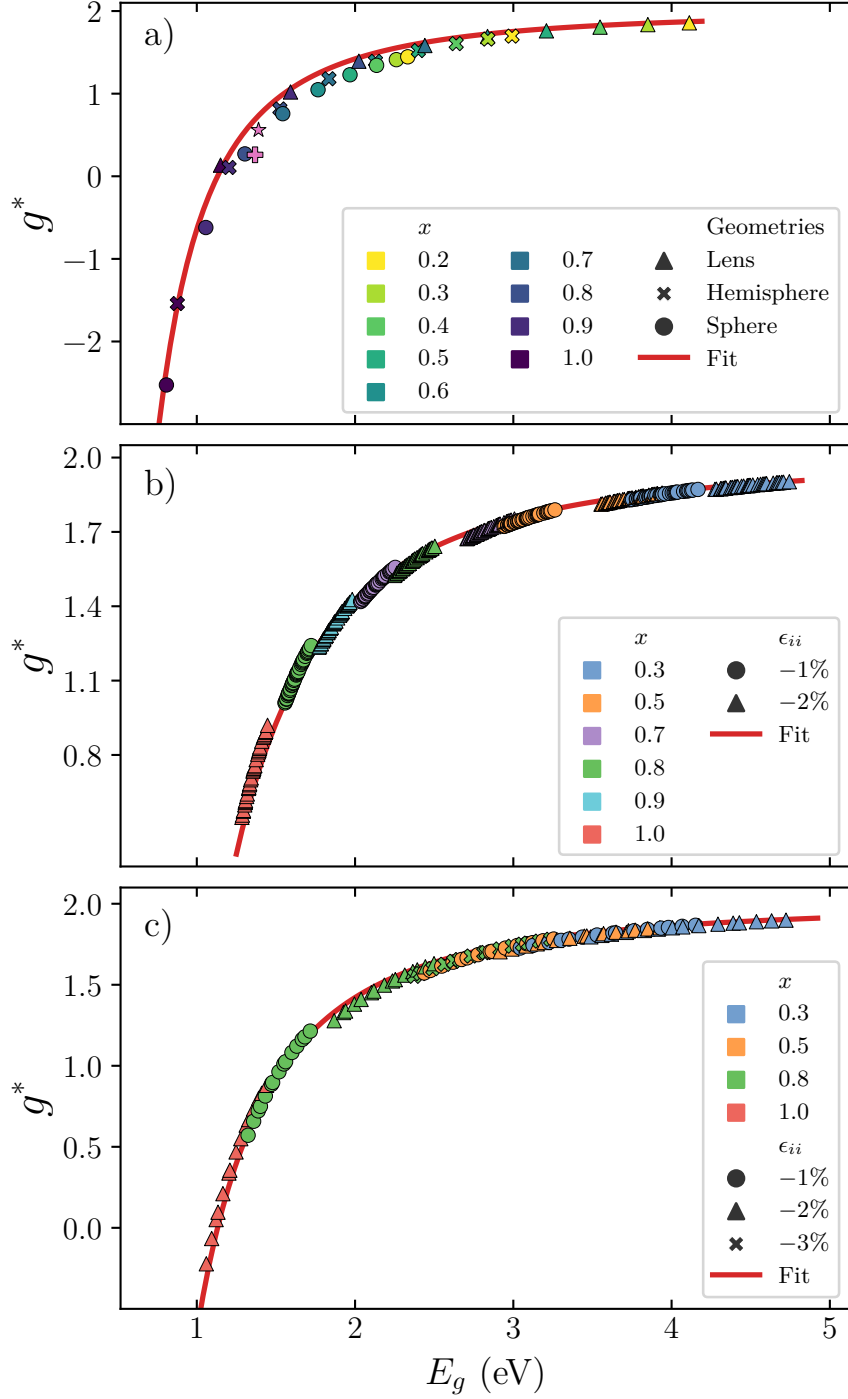 a)
2
1
0
−1
−2
g*
x
0.2
0.3
0.4
0.5
0.6
0.7
0.8
0.9
1.0
Geometries
Lens
Hemisphere
Sphere
Fit
b)
2.0
1.7
1.4
1.1
0.8
g*
x
0.3
0.5
0.7
0.8
0.9
1.0
ϵii
−1%
−2%
Fit
c)
2.0
1.5
1.0
0.5
0.0
g*
x
0.3
0.5
0.8
1.0
ϵii
−1%
−2%
−3%
Fit
1 2 3 4 5
Eg (eV)